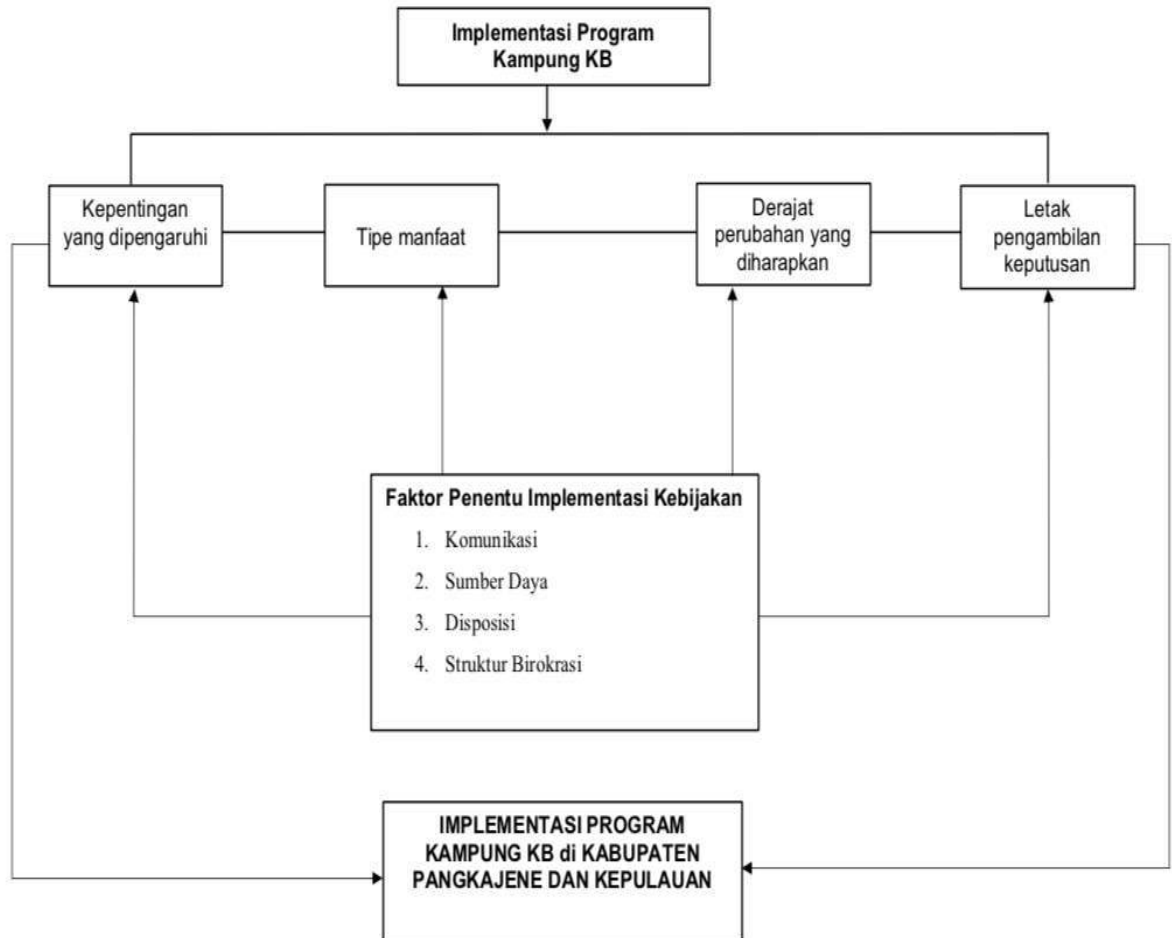 Implementasi Program
Kampung KB
Kepentingan
yang dipengaruhi
Tipe manfaat
Derajat
perubahan yang
diharapkan
Letak
pengambilan
keputusan
Faktor Penentu Implementasi Kebijakan
1. Komunikasi
2. Sumber Daya
3. Disposisi
4. Struktur Birokrasi
IMPLEMENTASI PROGRAM
KAMPUNG KB di KABUPATEN
PANGKAJENE DAN KEPULAUAN